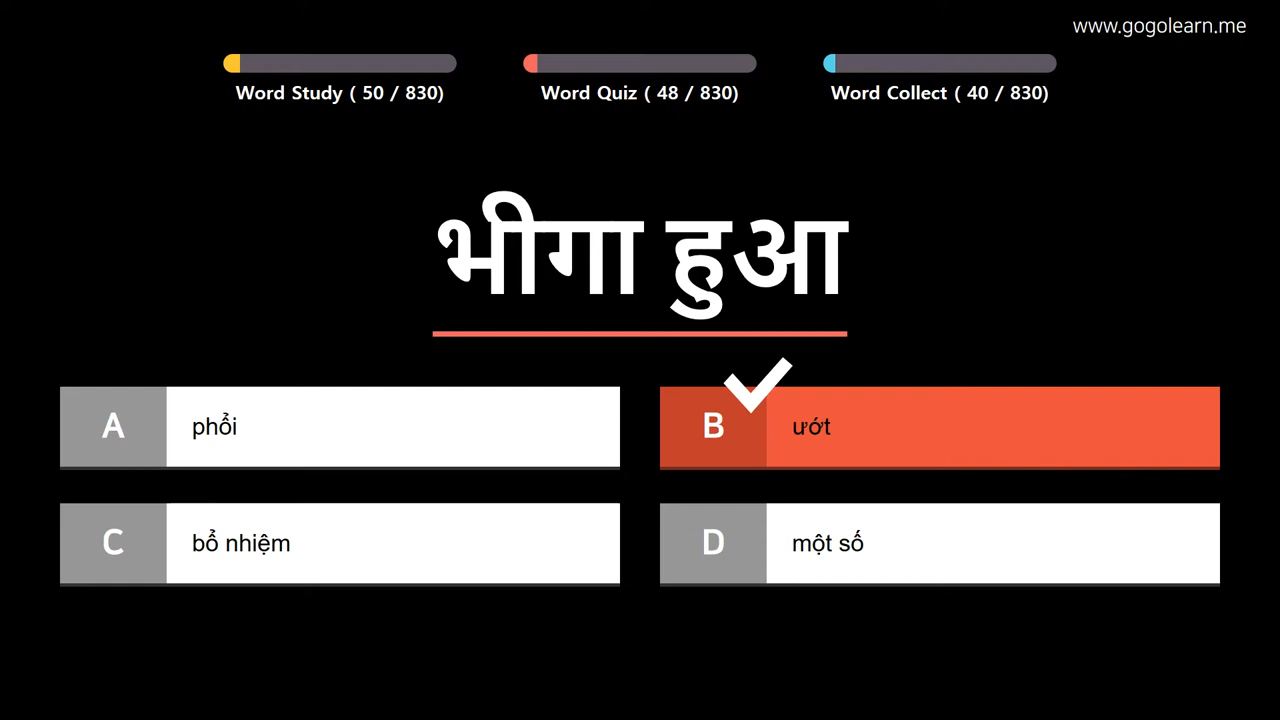 www.gogolearn.me
Word Study ( 50 / 830)
Word Quiz ( 48 / 830)
Word Collect ( 40 / 830)
भीगा हुआ
A phổi
B ướt
C bổ nhiệm
D một số